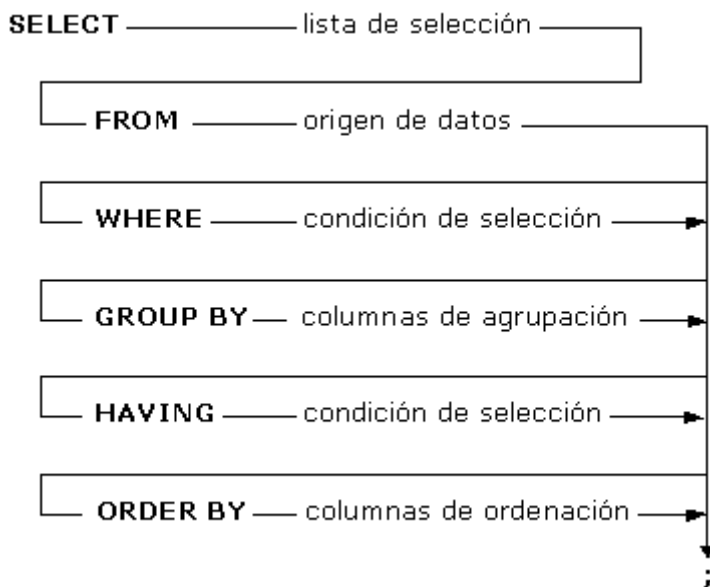 SELECT lista de selección
FROM origen de datos
WHERE condición de selección
GROUP BY columnas de agrupación
HAVING condición de selección
ORDER BY columnas de ordenación
;